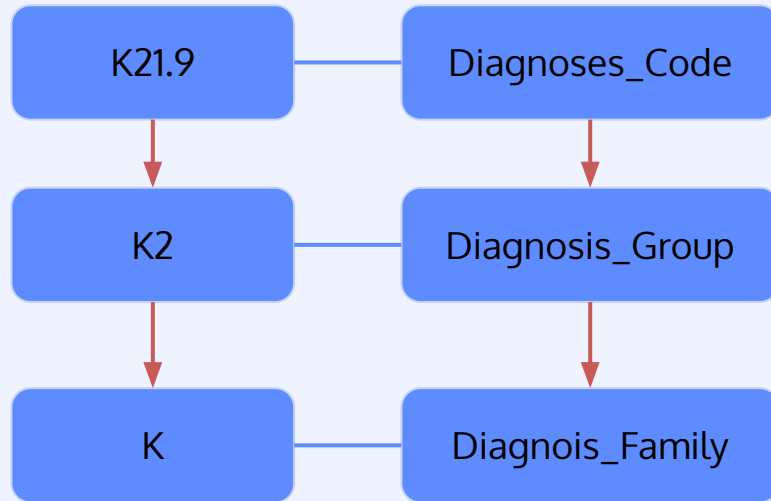 K21.9
Diagnoses_Code
K2
Diagnosis_Group
K
Diagnois_Family